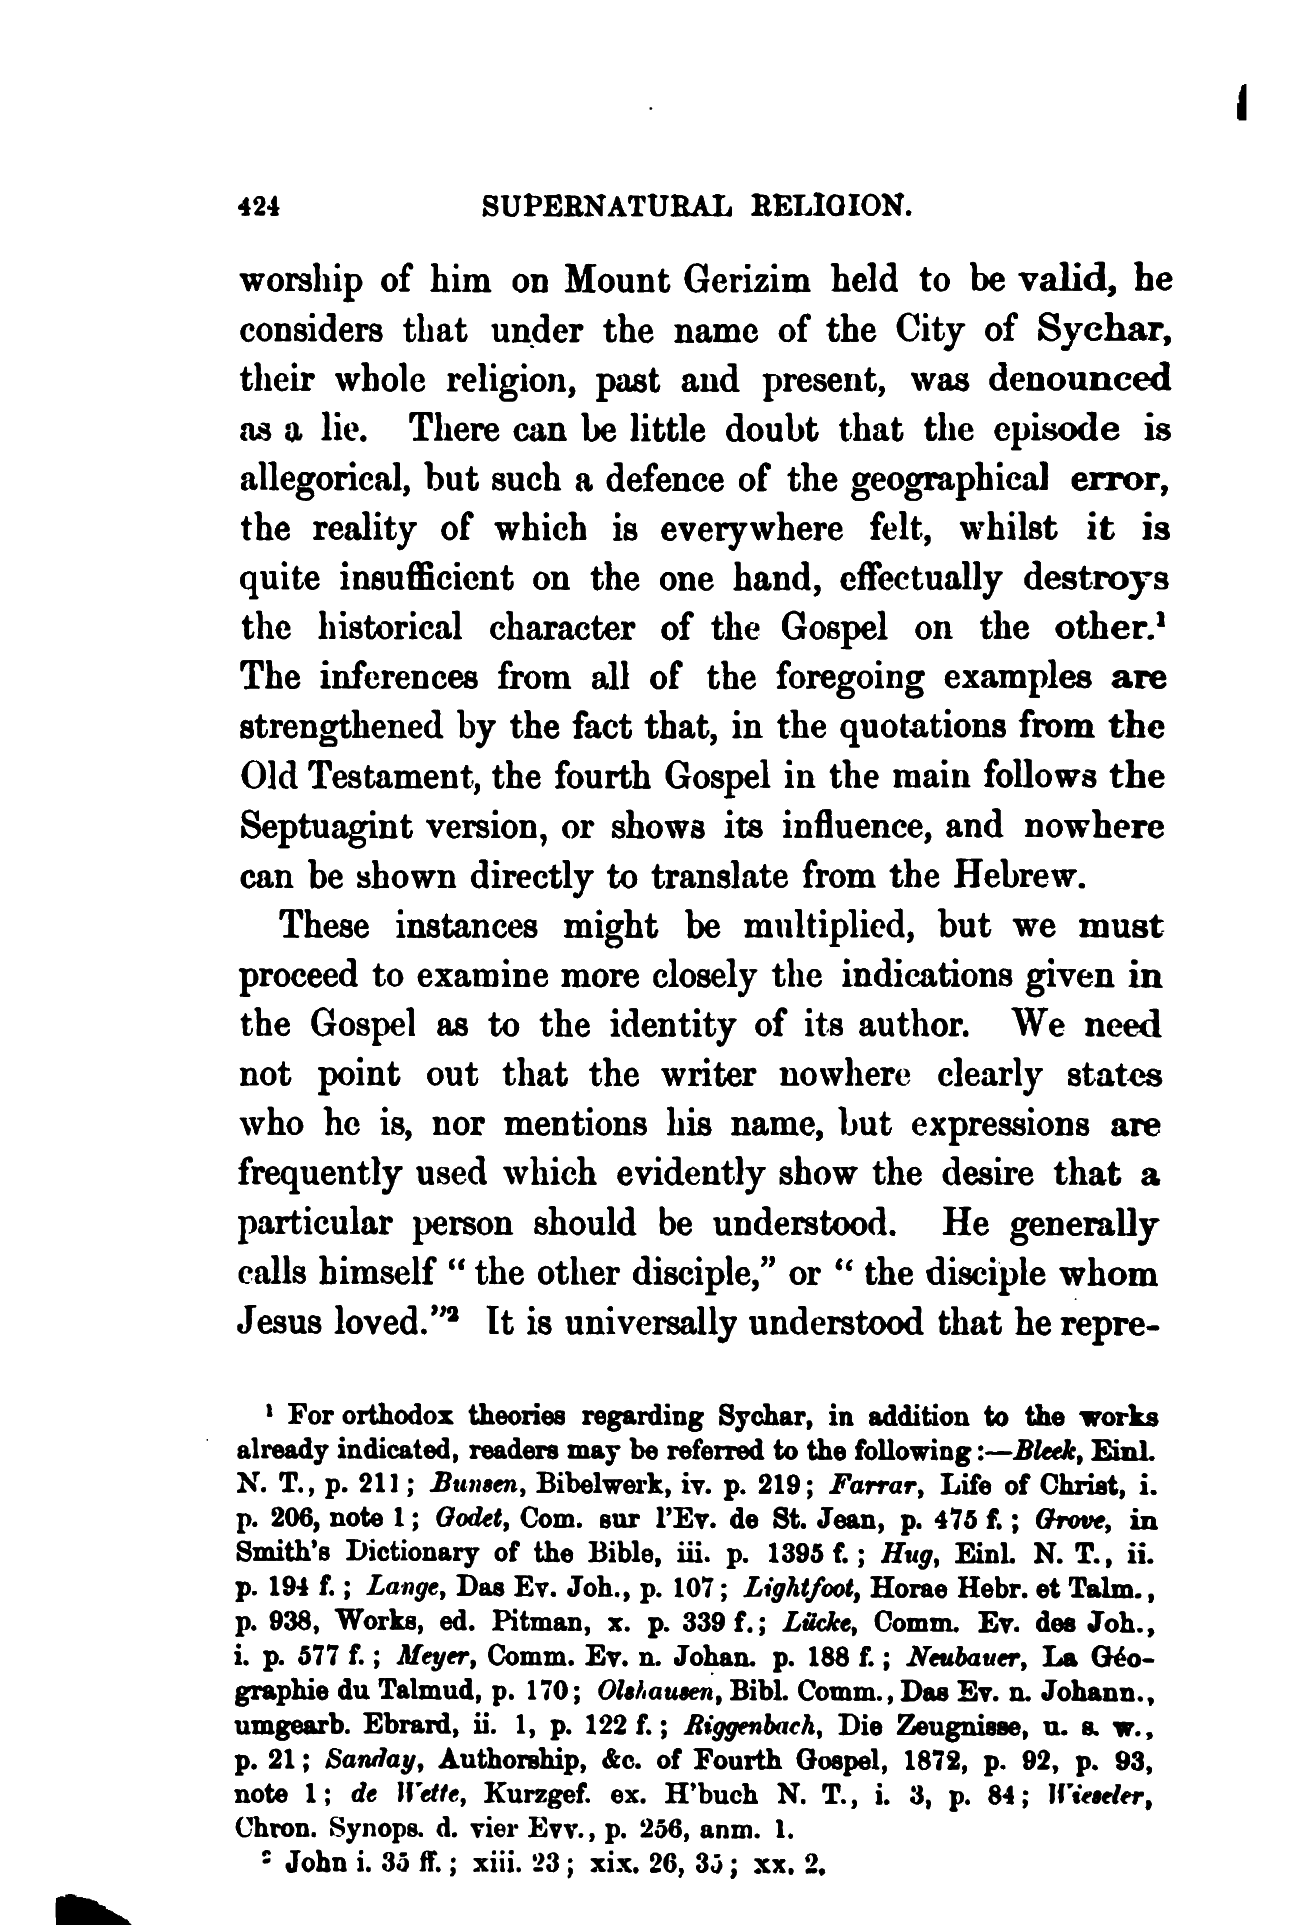 424 SUPERNATURAL RELIGION.
worship of him on Mount Gerizim held to be valid, he
considers that under the name of the City of Sychar,
their whole religion, past and present, was denounced
as a lie. There can be little doubt that the episode is
allegorical, but such a defence of the geographical error,
the reality of which is everywhere felt, whilst it is
quite insufficient on the one hand, effectually destroys
the historical character of the Gospel on the other.¹
The inferences from all of the foregoing examples are
strengthened by the fact that, in the quotations from the
Old Testament, the fourth Gospel in the main follows the
Septuagint version, or shows its influence, and nowhere
can be shown directly to translate from the Hebrew.
These instances might be multiplied, but we must
proceed to examine more closely the indications given in
the Gospel as to the identity of its author. We need
not point out that the writer nowhere clearly states
who he is, nor mentions his name, but expressions are
frequently used which evidently show the desire that a
particular person should be understood. He generally
calls himself “ the other disciple,” or “ the disciple whom
Jesus loved.”² It is universally understood that he repre-
¹ For orthodox theories regarding Sychar, in addition to the works
already indicated, readers may be referred to the following :—Bleek, Einl.
N. T., p. 211 ; Bunsen, Bibelwerk, iv. p. 219 ; Farrar, Life of Christ, i.
p. 206, note 1 ; Godet, Com. sur l'Ev. de St. Jean, p. 475 f. ; Grove, in
Smith's Dictionary of the Bible, iii. p. 1395 f. ; Hug, Einl. N. T., ii.
p. 194 f. ; Lange, Das Ev. Joh., p. 107 ; Lightfoot, Horae Hebr. et Talm.,
p. 938, Works, ed. Pitman, x. p. 339 f.; Lücke, Comm. Ev. des Joh.,
i. p. 577 f. ; Meyer, Comm. Ev. n. Johan. p. 188 f. ; Neubauer, La Géo-
graphie du Talmud, p. 170 ; Olshausen, Bibl. Comm., Das Ev. n. Johann.,
umgearb. Ebrard, ii. 1, p. 122 f. ; Riggenbach, Die Zeugnisse, u. s. w.,
p. 21 ; Sanday, Authorship, &c. of Fourth Gospel, 1872, p. 92, p. 93,
note 1 ; de Wette, Kurzgef. ex. H'buch N. T., i. 3, p. 84 ; Wieseler,
Chron. Synops. d. vier Evv., p. 256, anm. 1.
² John i. 35 ff. ; xiii. 23 ; xix. 26, 35 ; xx. 2.